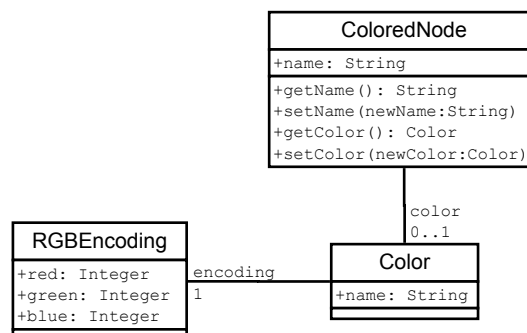 ColoredNode
+name: String
+getName(): String
+setName(newName:String)
+getColor(): Color
+setColor(newColor:Color)
color
0..1
RGBEncoding
+red: Integer
+green: Integer
+blue: Integer
encoding
1
Color
+name: String